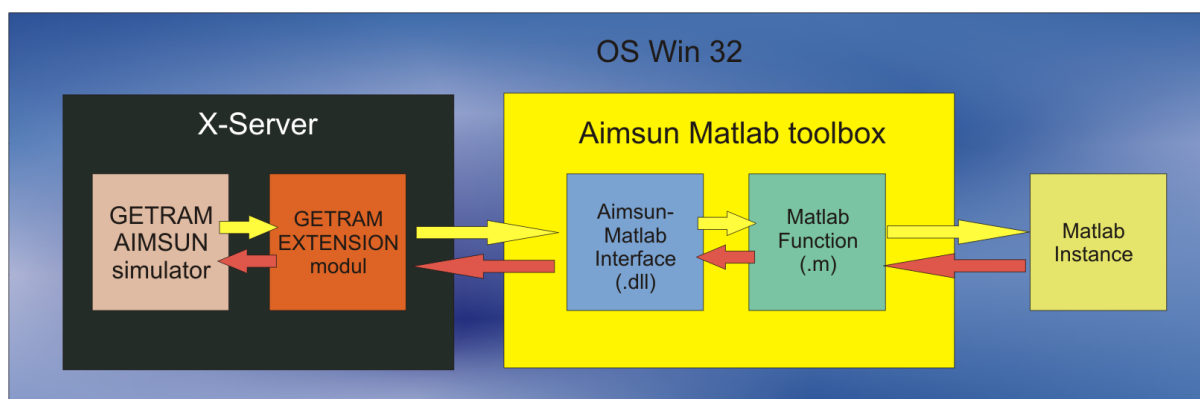 OS Win 32
X-Server
GETRAM
AIMSUN
simulator
GETRAM
EXTENSION
modul
Aimsun Matlab toolbox
Aimsun-
Matlab
Interface
(.dll)
Matlab
Function
(.m)
Matlab
Instance